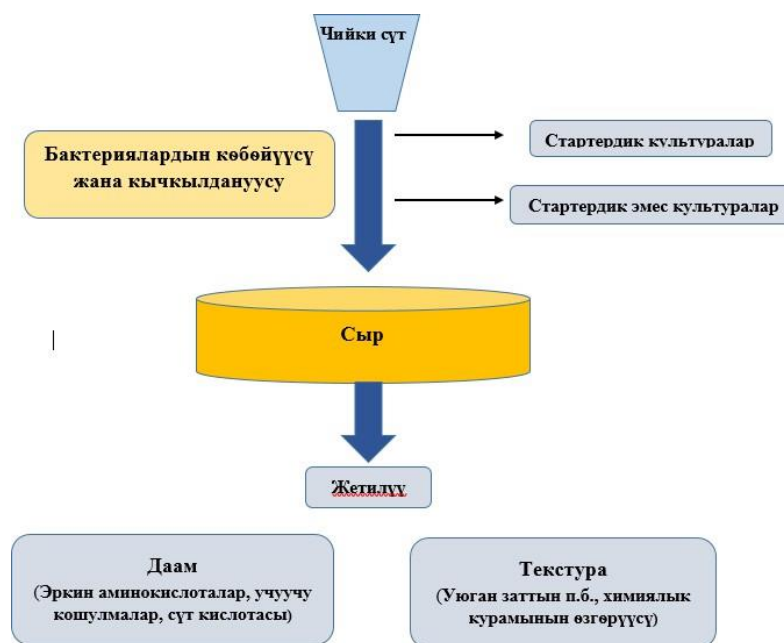 Чийки сүт
Бактериялардын көбөйүүсү
жана кычкылдануусу
Стартердик культуралар
Стартердик эмес культуралар
Сыр
Жетилүү
Даам
(Эркин аминокислоталар, учуучу
кошулмалар, сүт кислотасы)
Текстура
(Уюган заттын п.б., химиялык
курамынын өзгөрүүсү)